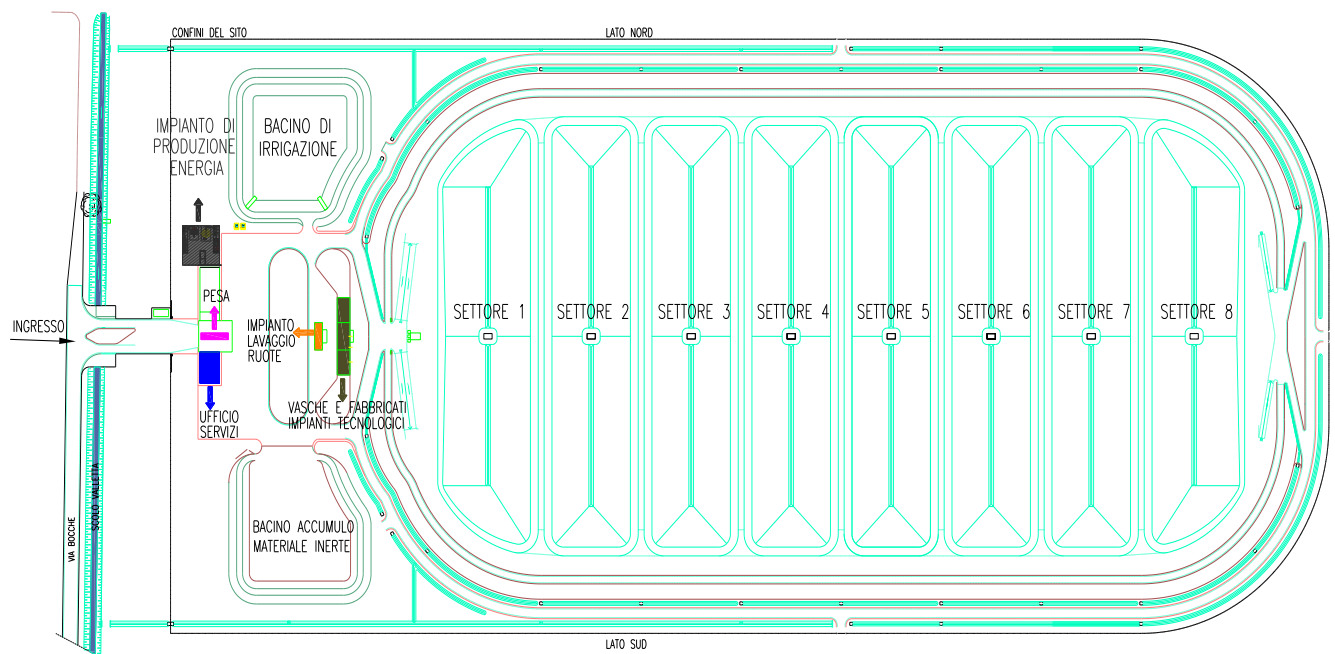 CONFINI DEL SITO
LATO NORD
IMPIANTO DI
PRODUZIONE
ENERGIA
BACINO DI
IRRIGAZIONE
PESA
INGRESSO
IMPIANTO
LAVAGGIO
RUOTE
SETTORE 1
SETTORE 2
SETTORE 3
SETTORE 4
SETTORE 5
SETTORE 6
SETTORE 7
SETTORE 8
UFFICIO
SERVIZI
VASCHE E FABBRICATI
IMPIANTI TECNOLOGICI
VIA BOCCHE
SCOLO VALLETTA
BACINO ACCUMULO
MATERIALE INERTE
LATO SUD